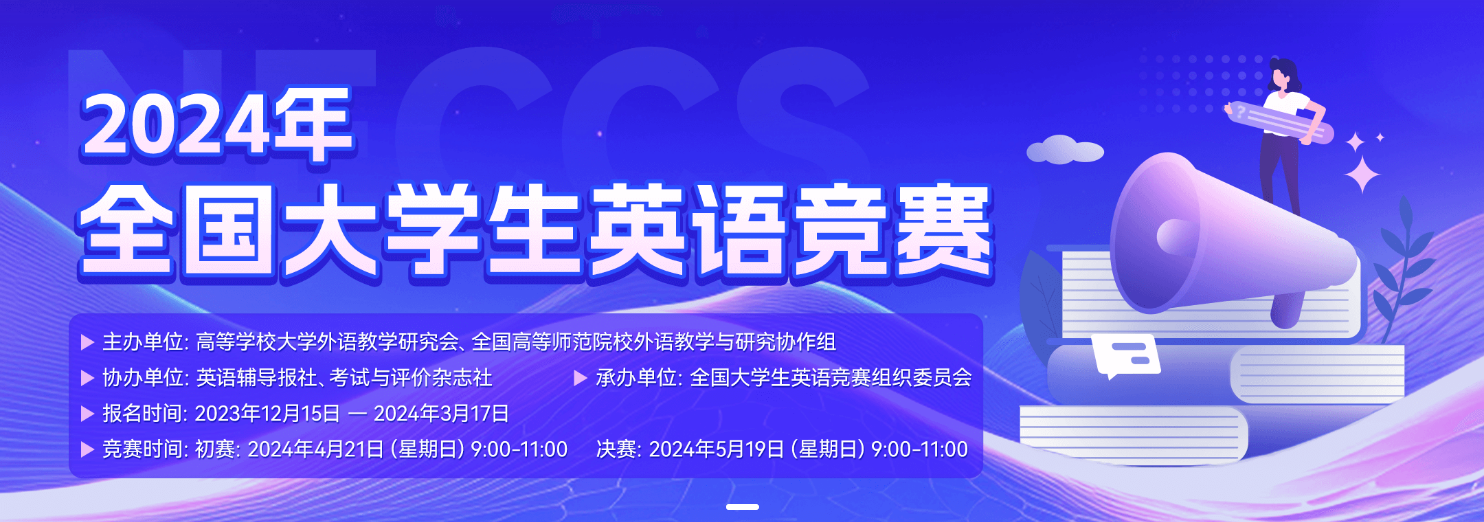 NECCS
2024年
全国大学生英语竞赛
主办单位: 高等学校大学外语教学研究会、全国高等师范院校外语教学与研究协作组
协办单位: 英语辅导报社、考试与评价杂志社 承办单位: 全国大学生英语竞赛组织委员会
报名时间: 2023年12月15日 — 2024年3月17日
竞赛时间: 初赛: 2024年4月21日 (星期日) 9:00-11:00 决赛: 2024年5月19日 (星期日) 9:00-11:00
?